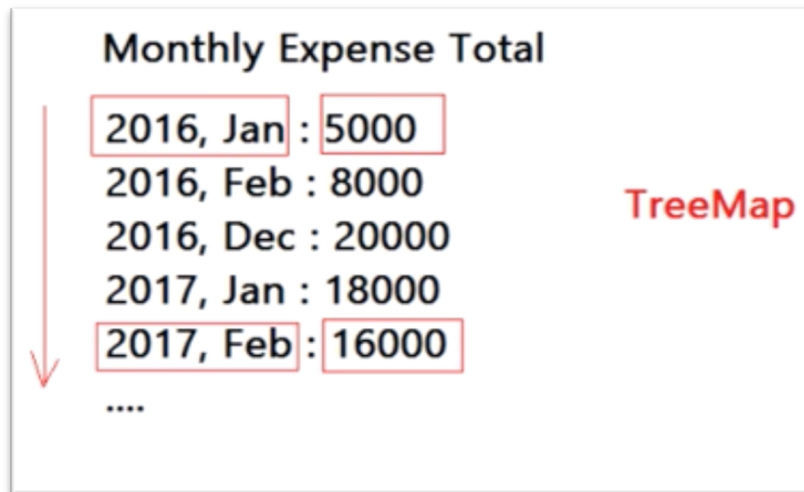 Monthly Expense Total
2016, Jan : 5000
2016, Feb : 8000
TreeMap
2016, Dec : 20000
2017, Jan : 18000
2017, Feb : 16000
....